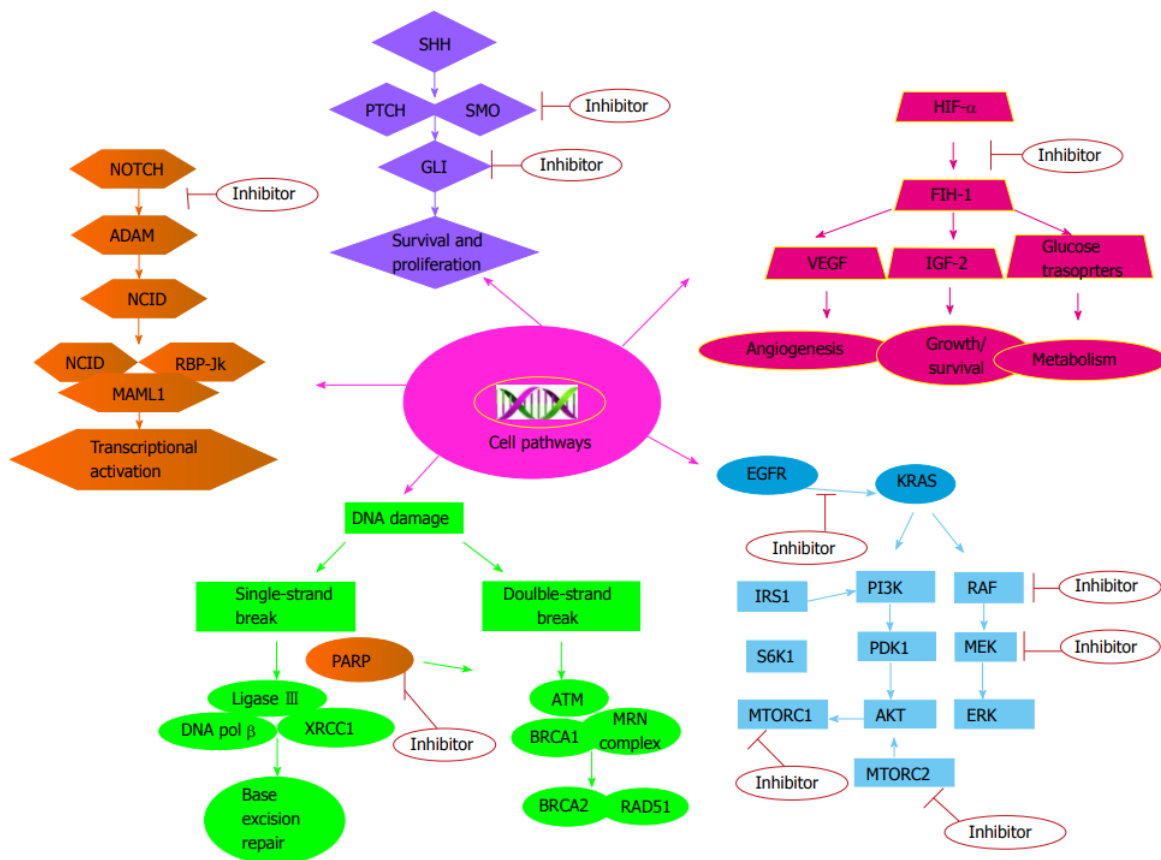 SHH
PTCH
SMO
Inhibitor
GLI
Inhibitor
Survival and
proliferation
NOTCH
Inhibitor
ADAM
NCID
NCID
RBP-Jk
MAML1
Transcriptional
activation
HIF-α
Inhibitor
FIH-1
VEGF
IGF-2
Glucose
trasoprters
Angiogenesis
Growth/
survival
Metabolism
Cell pathways
DNA damage
Single-strand
break
Doulble-strand
break
PARP
Inhibitor
Ligase Ⅲ
DNA pol β
XRCC1
Base
excision
repair
ATM
BRCA1
MRN
complex
BRCA2
RAD51
EGFR
KRAS
Inhibitor
IRS1
PI3K
RAF
Inhibitor
S6K1
PDK1
MEK
Inhibitor
MTORC1
AKT
ERK
Inhibitor
MTORC2
Inhibitor